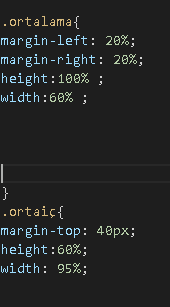 .ortalama{
margin-left: 20%;
margin-right: 20%;
height:100% ;
width:60% ;
}
.ortaiç{
margin-top: 40px;
height:60%;
width: 95%;